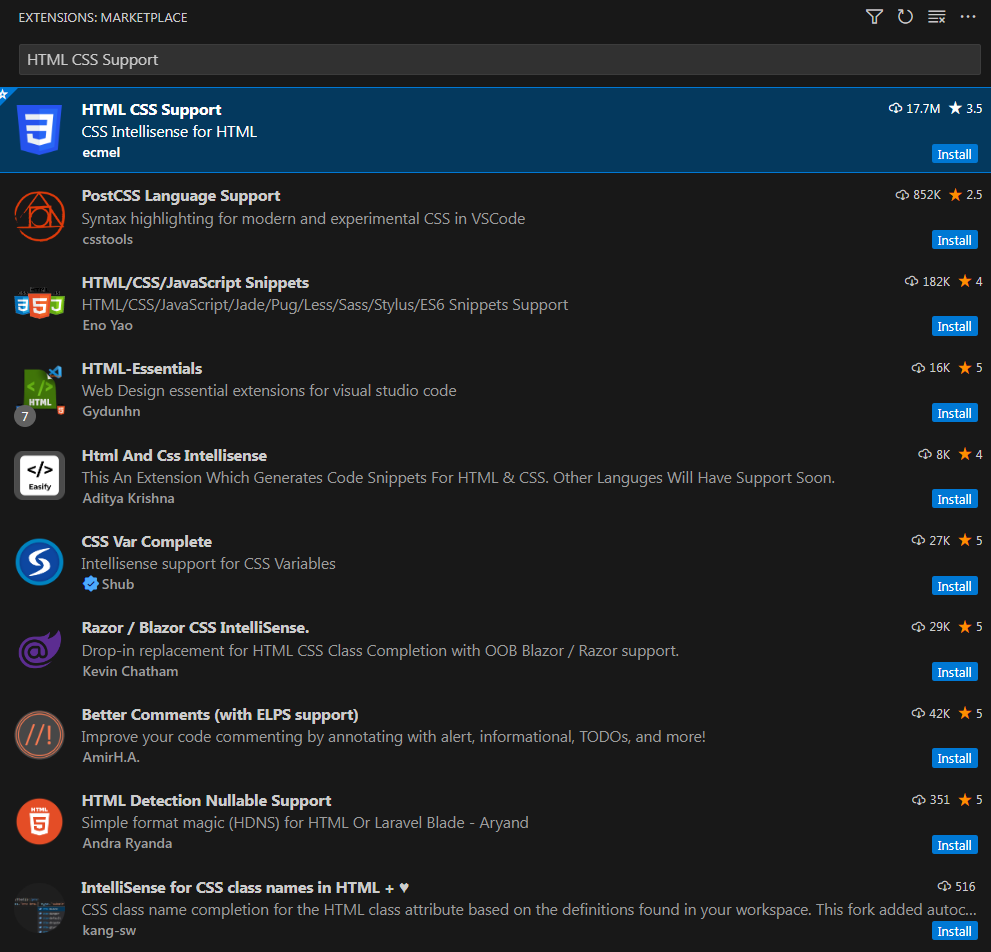 EXTENSIONS: MARKETPLACE
HTML CSS Support
HTML CSS Support 17.7M 3.5
CSS Intellisense for HTML
ecmel Install
PostCSS Language Support 852K 2.5
Syntax highlighting for modern and experimental CSS in VSCode
csstools Install
HTML/CSS/JavaScript Snippets 182K 4
HTML/CSS/JavaScript/Jade/Pug/Less/Sass/Stylus/ES6 Snippets Support
Eno Yao Install
HTML-Essentials 16K 5
Web Design essential extensions for visual studio code
HTML
7 Gydunhn Install
Html And Css Intellisense 8K 4
</>
This An Extension Which Generates Code Snippets For HTML & CSS. Other Languges Will Have Support Soon.
Easify
Aditya Krishna Install
CSS Var Complete 27K 5
Intellisense support for CSS Variables
Shub Install
Razor / Blazor CSS IntelliSense. 29K 5
Drop-in replacement for HTML CSS Class Completion with OOB Blazor / Razor support.
Kevin Chatham Install
Better Comments (with ELPS support) 42K 5
//!
Improve your code commenting by annotating with alert, informational, TODOs, and more!
AmirH.A. Install
HTML Detection Nullable Support 351 5
HTML
5
Simple format magic (HDNS) for HTML Or Laravel Blade - Aryand
Andra Ryanda Install
IntelliSense for CSS class names in HTML + ♥ 516
CSS class name completion for the HTML class attribute based on the definitions found in your workspace. This fork added autoc...
kang-sw Install